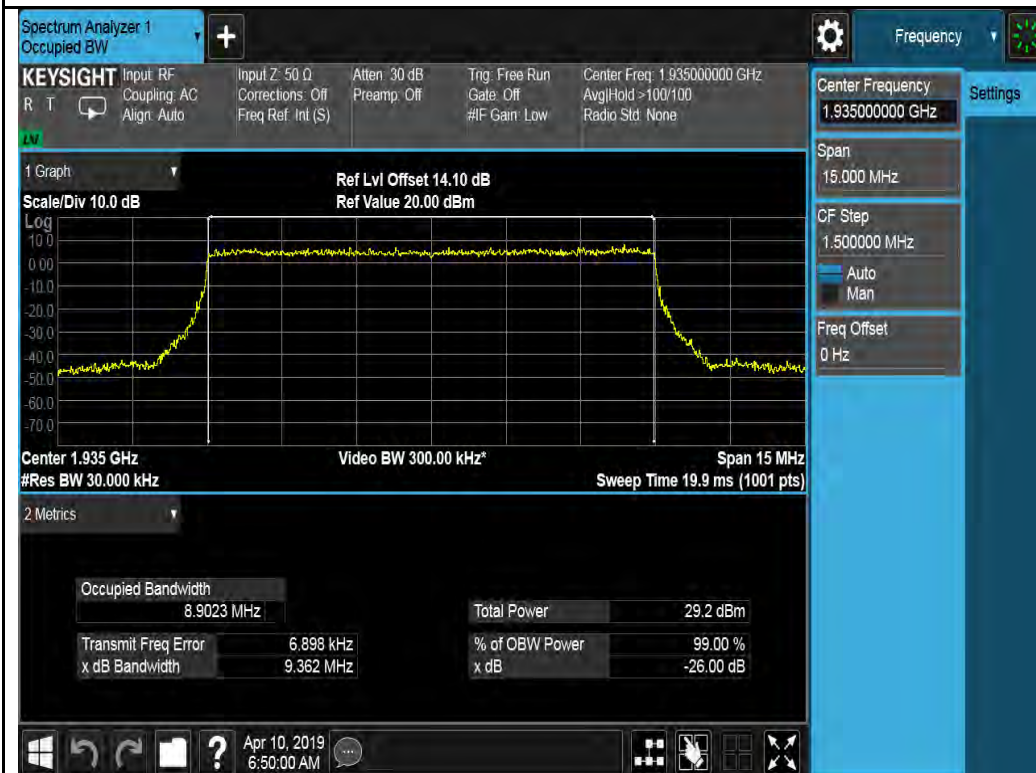 Spectrum Analyzer 1
Occupied BW
+
Frequency
KEYSIGHT
R T
LNI
Input: RF
Coupling: AC
Align: Auto
Input Z: 50 Ω
Corrections: Off
Freq Ref: Int (S)
Atten: 30 dB
Preamp: Off
Trig: Free Run
Gate: Off
#IF Gain: Low
Center Freq: 1.935000000 GHz
Avg|Hold >100/100
Radio Std: None
Center Frequency
1.935000000 GHz
Settings
Span
15.000 MHz
CF Step
1.500000 MHz
Auto
Man
Freq Offset
0 Hz
1 Graph
Scale/Div 10.0 dB
Ref Lvl Offset 14.10 dB
Ref Value 20.00 dBm
Log
10.0
0.00
-10.0
-20.0
-30.0
-40.0
-50.0
-60.0
-70.0
Center 1.935 GHz
#Res BW 30.000 kHz
Video BW 300.00 kHz*
Span 15 MHz
Sweep Time 19.9 ms (1001 pts)
2 Metrics
Occupied Bandwidth
8.9023 MHz
Total Power 29.2 dBm
Transmit Freq Error 6.898 kHz
% of OBW Power 99.00 %
x dB Bandwidth 9.362 MHz
x dB -26.00 dB
?
Apr 10, 2019
6:50:00 AM